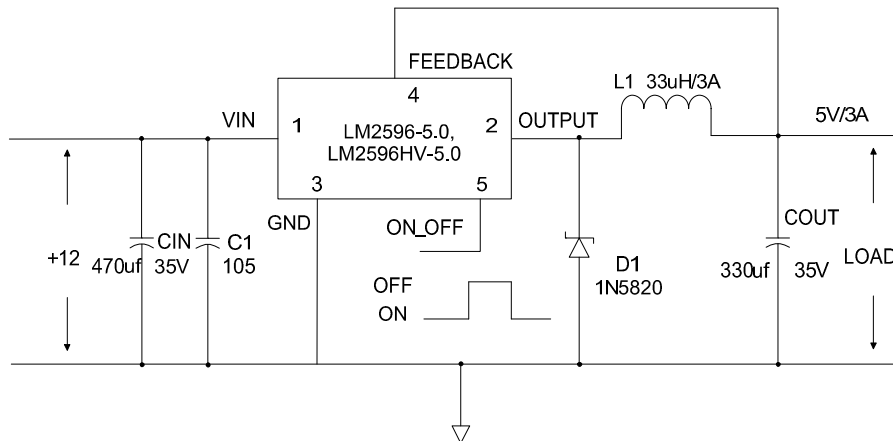 FEEDBACK
4
L1 33uH/3A
VIN
1
LM2596-5.0,
LM2596HV-5.0
2
OUTPUT
5V/3A
3
5
GND
ON_OFF
+12
CIN
470uf 35V
C1
105
OFF
ON
D1
1N5820
COUT
330uf 35V
LOAD